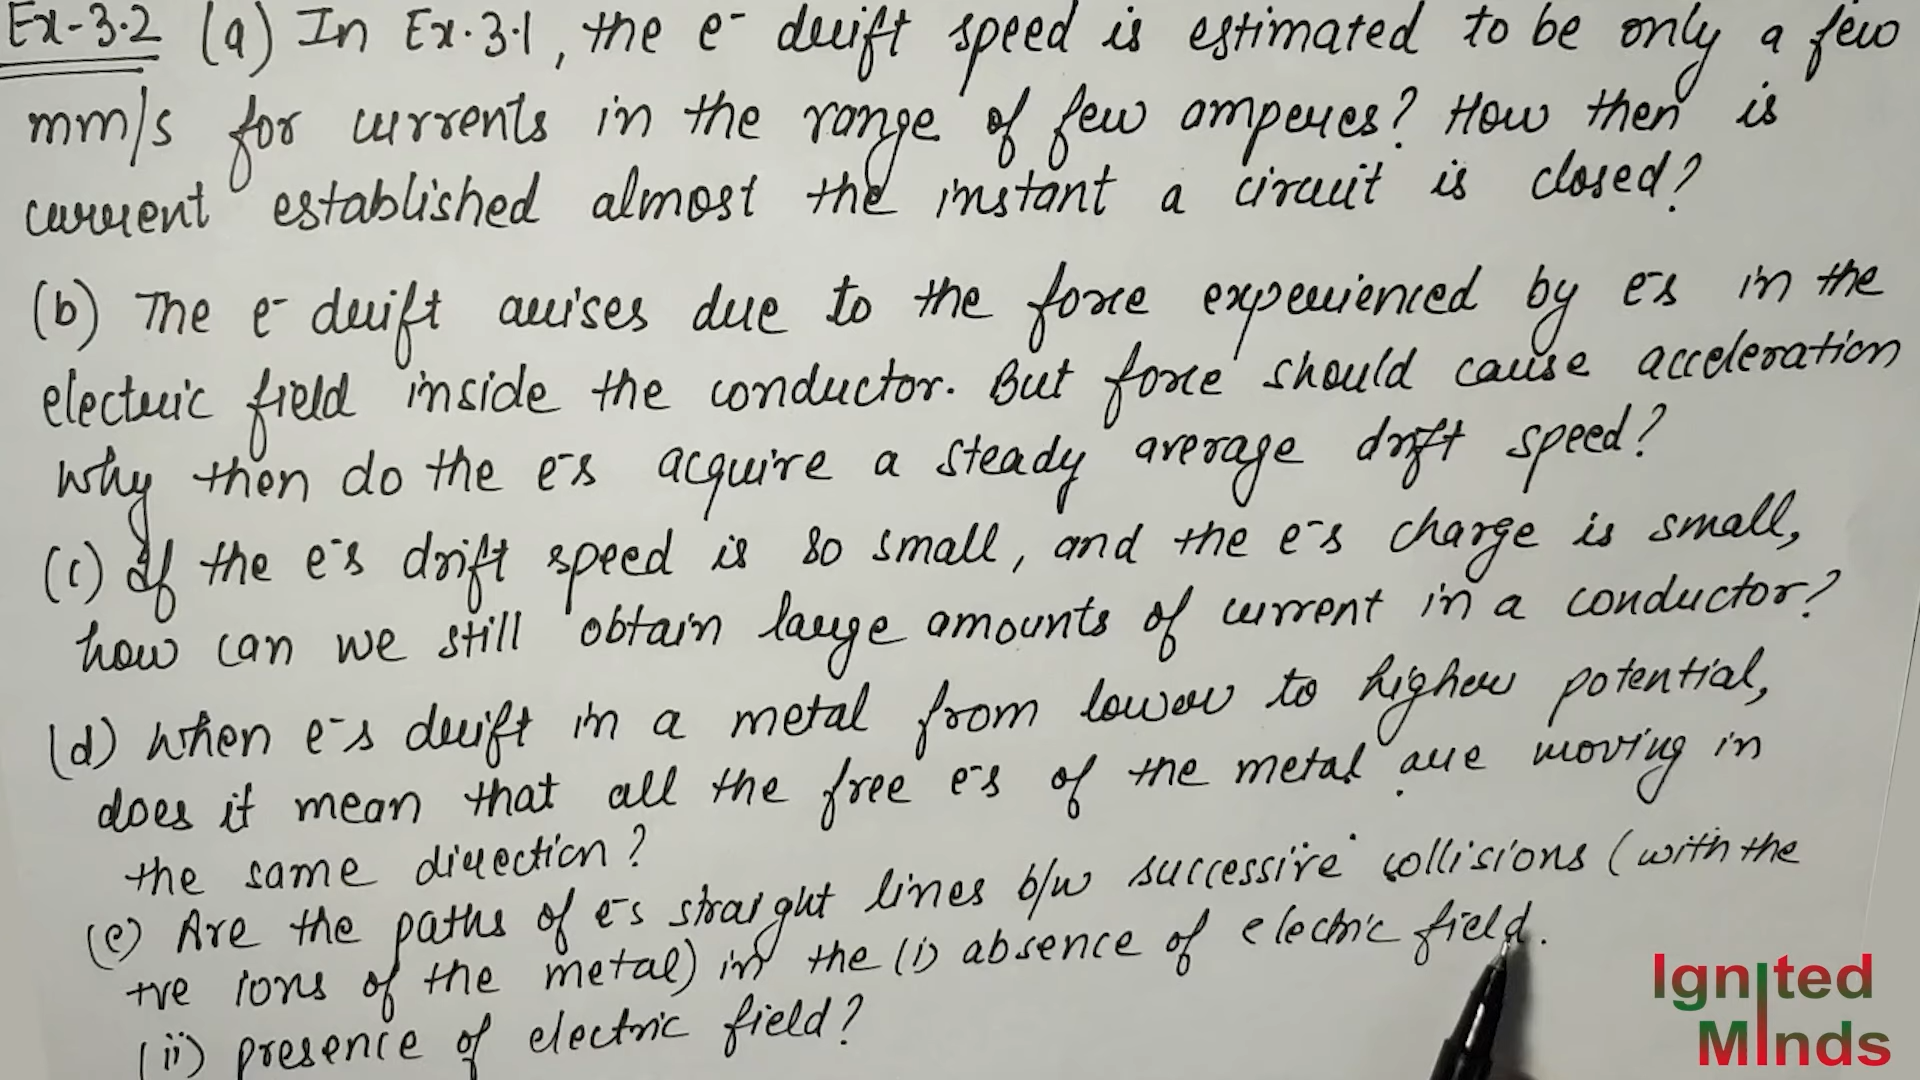 Ex-3.2 (a) In Ex.3.1, the e⁻ drift speed is estimated to be only a few
mm/s for currents in the range of few amperes? How then is
current established almost the instant a circuit is closed?
(b) The e⁻ drift arises due to the force experienced by e⁻s in the
electric field inside the conductor. But force should cause acceleration
why then do the e⁻s acquire a steady average drift speed?
(c) If the e⁻s drift speed is so small, and the e⁻s charge is small,
how can we still obtain large amounts of current in a conductor?
(d) When e⁻s drift in a metal from lower to higher potential,
does it mean that all the free e⁻s of the metal are moving in
the same direction?
(e) Are the paths of e⁻s straight lines b/w successive collisions (with the
+ve ions of the metal) in the (i) absence of electric field.
(ii) presence of electric field?
Ignited
Minds